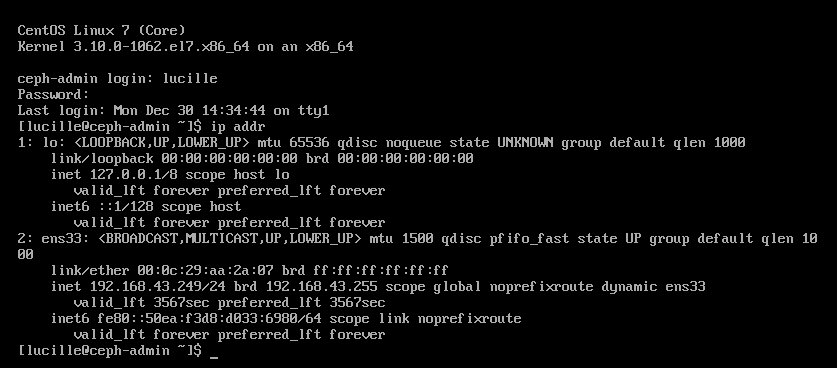 CentOS Linux 7 (Core)
Kernel 3.10.0-1062.el7.x86_64 on an x86_64
ceph-admin login: lucille
Password:
Last login: Mon Dec 30 14:34:44 on tty1
[lucille@ceph-admin ~]$ ip addr
1: lo: <LOOPBACK,UP,LOWER_UP> mtu 65536 qdisc noqueue state UNKNOWN group default qlen 1000
    link/loopback 00:00:00:00:00:00 brd 00:00:00:00:00:00
    inet 127.0.0.1/8 scope host lo
       valid_lft forever preferred_lft forever
    inet6 ::1/128 scope host
       valid_lft forever preferred_lft forever
2: ens33: <BROADCAST,MULTICAST,UP,LOWER_UP> mtu 1500 qdisc pfifo_fast state UP group default qlen 10
00
    link/ether 00:0c:29:aa:2a:07 brd ff:ff:ff:ff:ff:ff
    inet 192.168.43.249/24 brd 192.168.43.255 scope global noprefixroute dynamic ens33
       valid_lft 3567sec preferred_lft 3567sec
    inet6 fe80::50ea:f3d8:d033:6980/64 scope link noprefixroute
       valid_lft forever preferred_lft forever
[lucille@ceph-admin ~]$ _